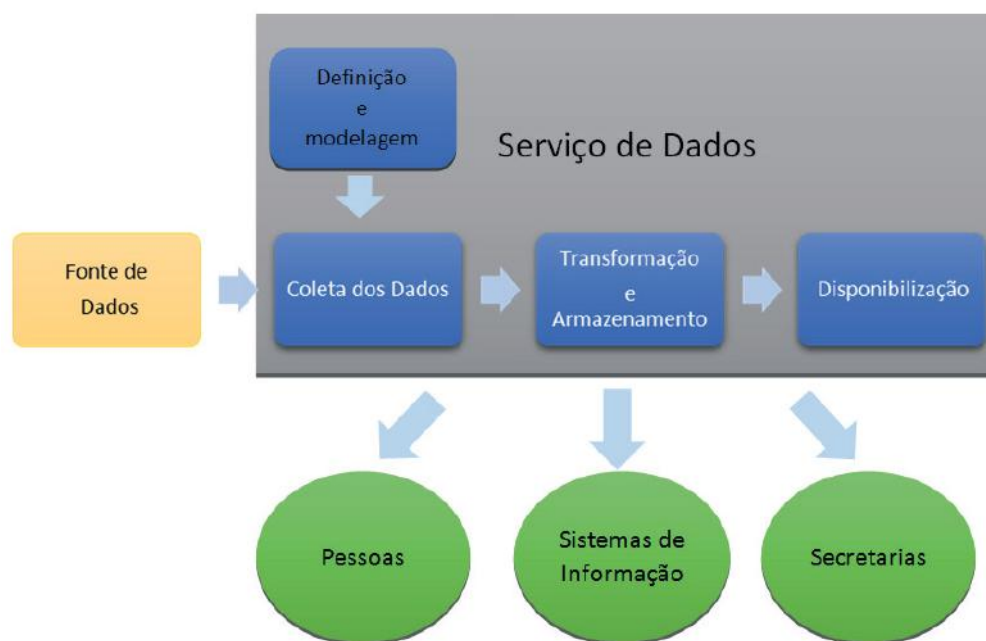 Definição
e
modelagem
Serviço de Dados
Fonte de
Dados
Coleta dos Dados
Transformação
e
Armazenamento
Disponibilização
Pessoas
Sistemas de
Informação
Secretarias